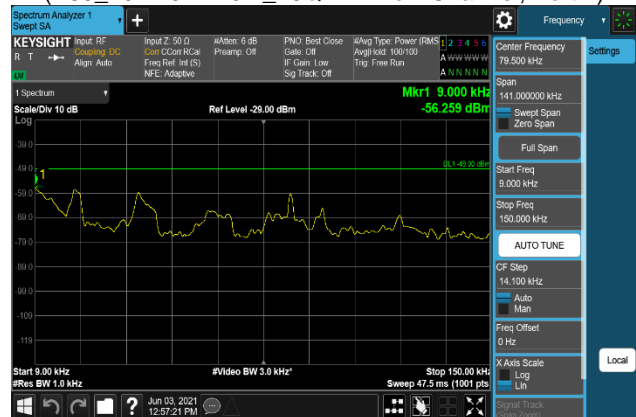 Spectrum Analyzer 1
Swept SA
Frequency
KEYSIGHT
R T
Input: RF
Coupling: DC
Align: Auto
Input Z: 50 Ω
Corr CCorr RCal
Freq Ref: Int (S)
NFE: Adaptive
#Atten: 6 dB
Preamp: Off
PNO: Best Close
Gate: Off
IF Gain: Low
Sig Track: Off
#Avg Type: Power (RMS
Avg|Hold: 100/100
Trig: Free Run
1 2 3 4 5 6
A W W W W W
A N N N N N
LW
1 Spectrum
Scale/Div 10 dB
Log
Ref Level -29.00 dBm
Mkr1 9.000 kHz
-56.259 dBm
-39.0
-49.0
-59.0
-69.0
-79.0
-89.0
-99.0
-109
-119
1
DL1 -49.00 dBm
Start 9.00 kHz
#Res BW 1.0 kHz
#Video BW 3.0 kHz*
Stop 150.00 kHz
Sweep 47.5 ms (1001 pts
Center Frequency
79.500 kHz
Settings
Span
141.000000 kHz
Swept Span
Zero Span
Full Span
Start Freq
9.000 kHz
Stop Freq
150.000 kHz
AUTO TUNE
CF Step
14.100 kHz
Auto
Man
Freq Offset
0 Hz
X Axis Scale
Log
Lin
Local
Signal Track
Jun 03, 2021
12:57:21 PM